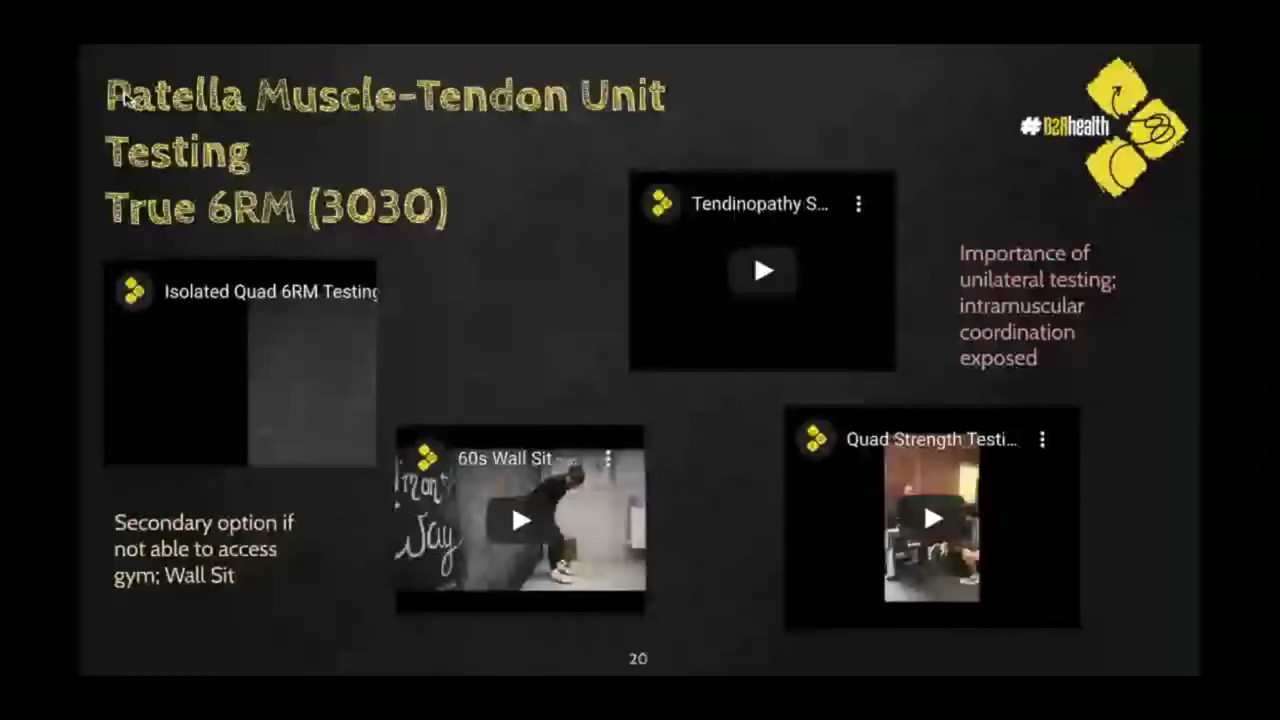 Patella Muscle-Tendon Unit
Testing
True 6RM (3030)
#B2Rhealth
Tendinopathy S...
Importance of
unilateral testing;
intramuscular
coordination
exposed
Isolated Quad 6RM Testing
60s Wall Sit - ...
Quad Strength Testi...
Secondary option if
not able to access
gym; Wall Sit
20